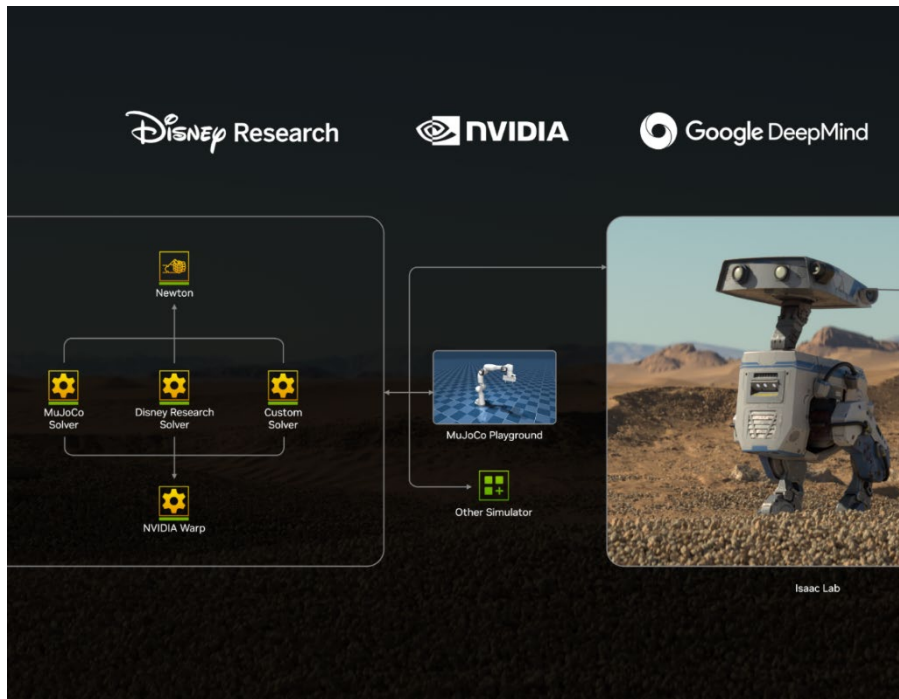 Disney Research
NVIDIA
Google DeepMind
Newton
MuJoCo
Solver
Disney Research
Solver
Custom
Solver
NVIDIA Warp
MuJoCo Playground
Other Simulator
Isaac Lab